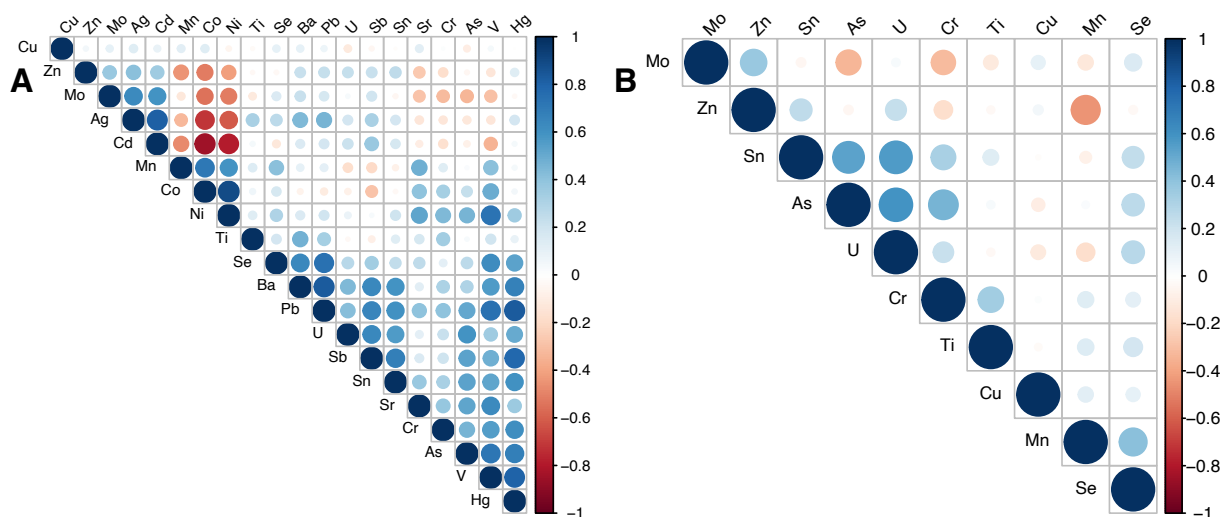 A
Cu Zn Mo Ag Cd Mn Co Ni Ti Se Ba Pb U Sb Sn Sr Cr As V Hg
Cu
Zn
Mo
Ag
Cd
Mn
Co
Ni
Ti
Se
Ba
Pb
U
Sb
Sn
Sr
Cr
As
V
Hg
1
0.8
0.6
0.4
0.2
0
−0.2
−0.4
−0.6
−0.8
−1
B
Mo Zn Sn As U Cr Ti Cu Mn Se
Mo
Zn
Sn
As
U
Cr
Ti
Cu
Mn
Se
1
0.8
0.6
0.4
0.2
0
−0.2
−0.4
−0.6
−0.8
−1